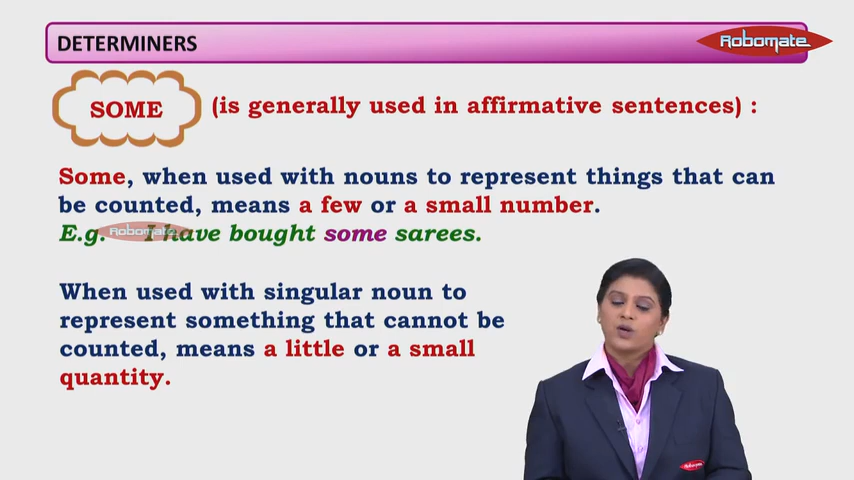 DETERMINERS
Robomate
SOME
(is generally used in affirmative sentences) :
Some, when used with nouns to represent things that can
be counted, means a few or a small number.
E.g. I have bought some sarees.
Robomate
When used with singular noun to
represent something that cannot be
counted, means a little or a small
quantity.
Robomate